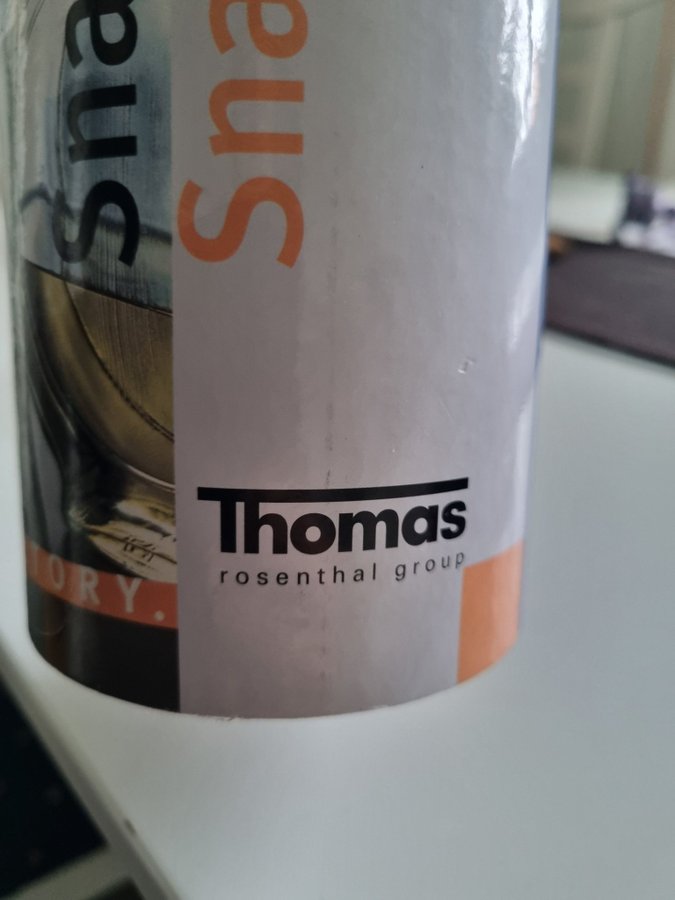 Sna
Sna
Thomas
rosenthal group
TORY.